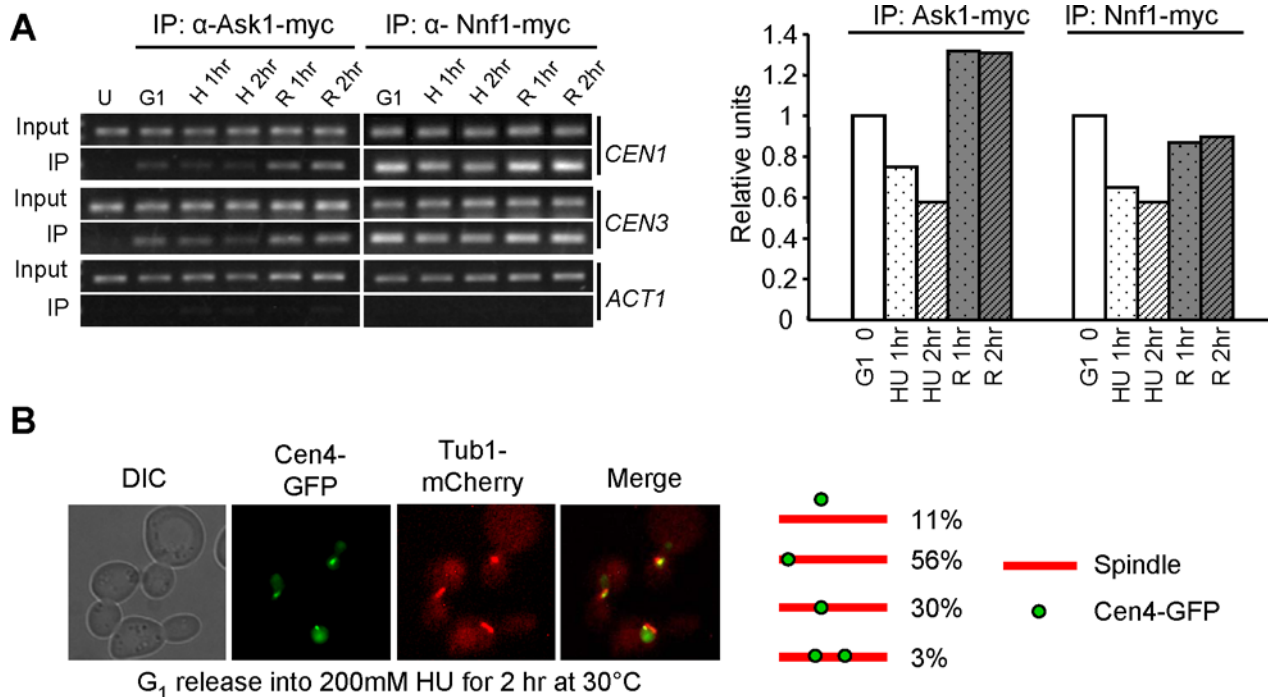 A
IP: α-Ask1-myc
IP: α- Nnf1-myc
U G1 H 1hr H 2hr R 1hr R 2hr
G1 H 1hr H 2hr R 1hr R 2hr
Input
IP
CEN1
Input
IP
CEN3
Input
IP
ACT1
IP: Ask1-myc
IP: Nnf1-myc
Relative units
1.4
1.2
1
0.8
0.6
0.4
0.2
0
G1 0
HU 1hr
HU 2hr
R 1hr
R 2hr
G1 0
HU 1hr
HU 2hr
R 1hr
R 2hr
B
DIC
Cen4-
GFP
Tub1-
mCherry
Merge
G1 release into 200mM HU for 2 hr at 30°C
11%
56%
30%
3%
Spindle
Cen4-GFP